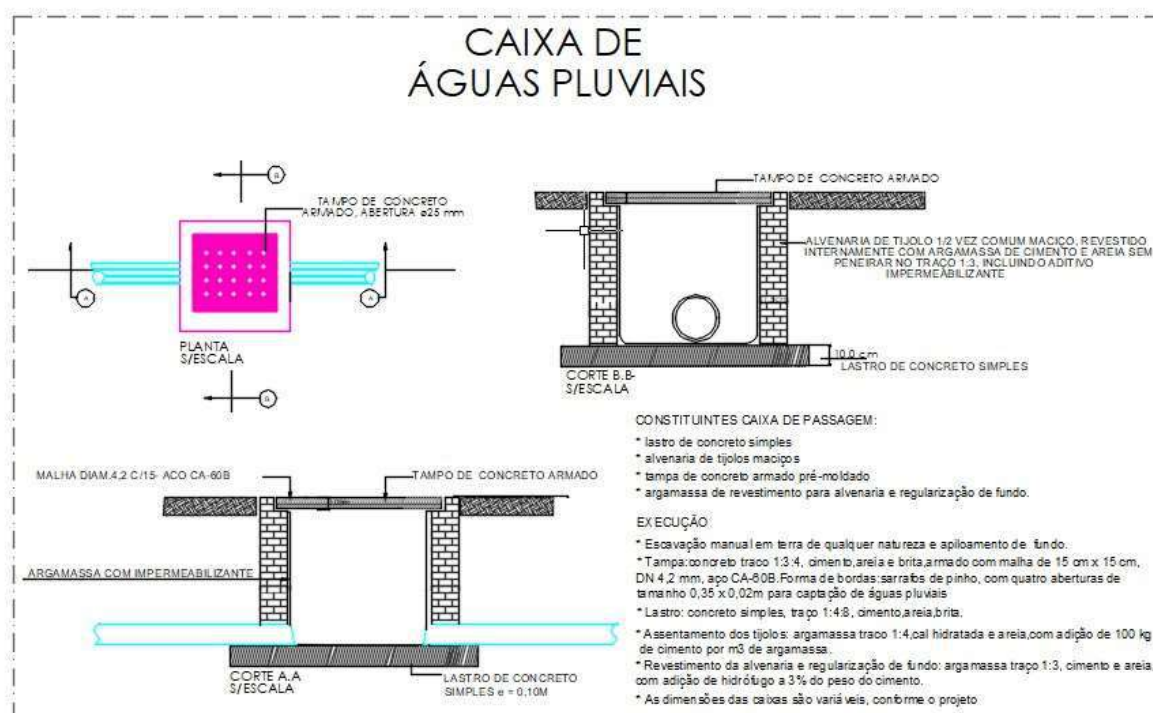 CAIXA DE
ÁGUAS PLUVIAIS
B
TAMPO DE CONCRETO
ARMADO, ABERTURA ø25 mm
A
A
PLANTA
S/ESCALA
B
TAMPO DE CONCRETO ARMADO
ALVENARIA DE TIJOLO 1/2 VEZ COMUM MACIÇO, REVESTIDO
INTERNAMENTE COM ARGAMASSA DE CIMENTO E AREIA SEM
PENEIRAR NO TRAÇO 1:3, INCLUINDO ADITIVO
IMPERMEABILIZANTE
10,0 cm
LASTRO DE CONCRETO SIMPLES
CORTE B.B-
S/ESCALA
MALHA DIAM.4,2 C/15- ACO CA-60B
TAMPO DE CONCRETO ARMADO
ARGAMASSA COM IMPERMEABILIZANTE
CORTE A.A
S/ESCALA
LASTRO DE CONCRETO
SIMPLES e = 0,10M
CONSTITUINTES CAIXA DE PASSAGEM:
* lastro de concreto simples
* alvenaria de tijolos maciços
* tampa de concreto armado pré-moldado
* argamassa de revestimento para alvenaria e regularização de fundo.
EXECUÇÃO
* Escavação manual em terra de qualquer natureza e apiloamento de fundo.
* Tampa:concreto traco 1:3:4, cimento,areia e brita,armado com malha de 15 cm x 15 cm,
DN 4,2 mm, aço CA-60B.Forma de bordas:sarrafos de pinho, com quatro aberturas de
tamanho 0,35 x 0,02m para captação de águas pluviais
* Lastro: concreto simples, traço 1:4:8, cimento,areia,brita.
* Assentamento dos tijolos: argamassa traco 1:4,cal hidratada e areia,com adição de 100 kg
de cimento por m3 de argamassa.
* Revestimento da alvenaria e regularização de fundo: argamassa traço 1:3, cimento e areia
com adição de hidrófugo a 3% do peso do cimento.
* As dimensões das caixas são variáveis, conforme o projeto